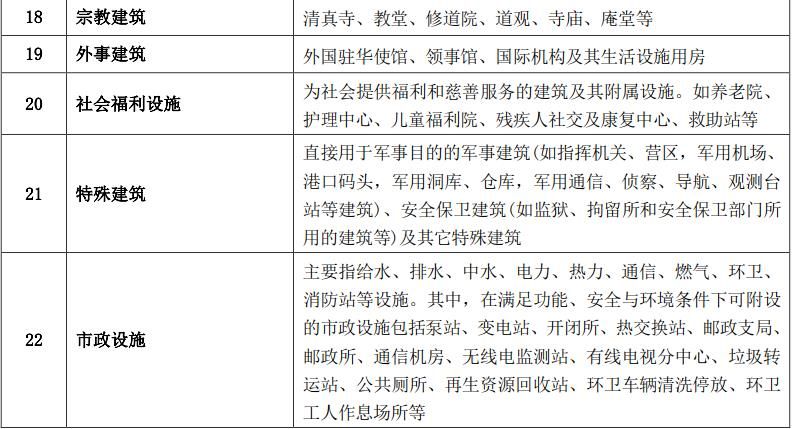 18 宗教建筑 清真寺、教堂、修道院、道观、寺庙、庵堂等
19 外事建筑 外国驻华使馆、领事馆、国际机构及其生活设施用房
20 社会福利设施 为社会提供福利和慈善服务的建筑及其附属设施。如养老院、
护理中心、儿童福利院、残疾人社交及康复中心、救助站等
21 特殊建筑 直接用于军事目的的军事建筑(如指挥机关、营区，军用机场、
港口码头，军用洞库、仓库，军用通信、侦察、导航、观测台
站等建筑)、安全保卫建筑(如监狱、拘留所和安全保卫部门所
用的建筑等)及其它特殊建筑
22 市政设施 主要指给水、排水、中水、电力、热力、通信、燃气、环卫、
消防站等设施。其中，在满足功能、安全与环境条件下可附设
的市政设施包括泵站、变电站、开闭所、热交换站、邮政支局、
邮政所、通信机房、无线电监测站、有线电视分中心、垃圾转
运站、公共厕所、再生资源回收站、环卫车辆清洗停放、环卫
工人作息场所等